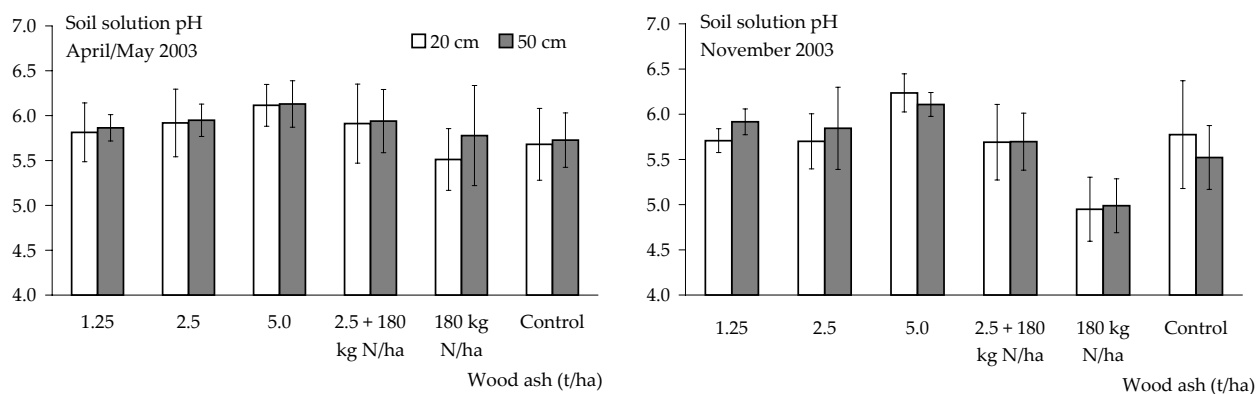 Soil solution pH
April/May 2003
20 cm 50 cm
7.0
6.5
6.0
5.5
5.0
4.5
4.0
1.25 2.5 5.0 2.5 + 180 180 kg Control
kg N/ha N/ha
Wood ash (t/ha)
Soil solution pH
November 2003
7.0
6.5
6.0
5.5
5.0
4.5
4.0
1.25 2.5 5.0 2.5 + 180 180 kg Control
kg N/ha N/ha
Wood ash (t/ha)